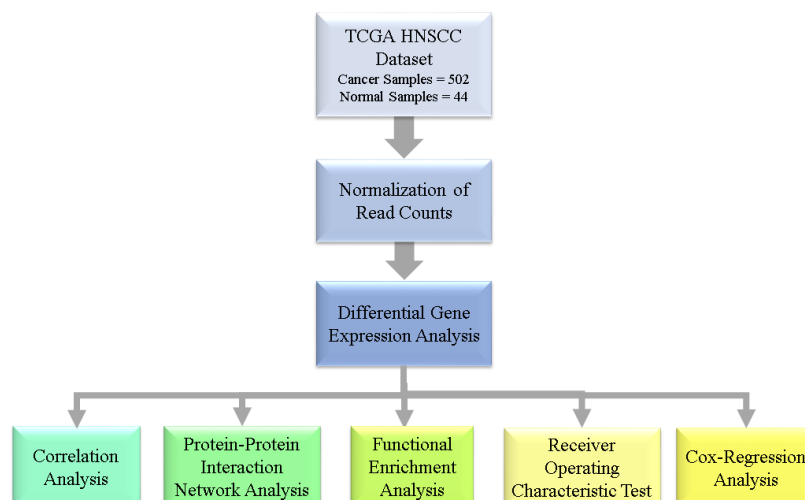 TCGA HNSCC
Dataset
Cancer Samples = 502
Normal Samples = 44
Normalization of
Read Counts
Differential Gene
Expression Analysis
Correlation
Analysis
Protein-Protein
Interaction
Network Analysis
Functional
Enrichment
Analysis
Receiver
Operating
Characteristic Test
Cox-Regression
Analysis